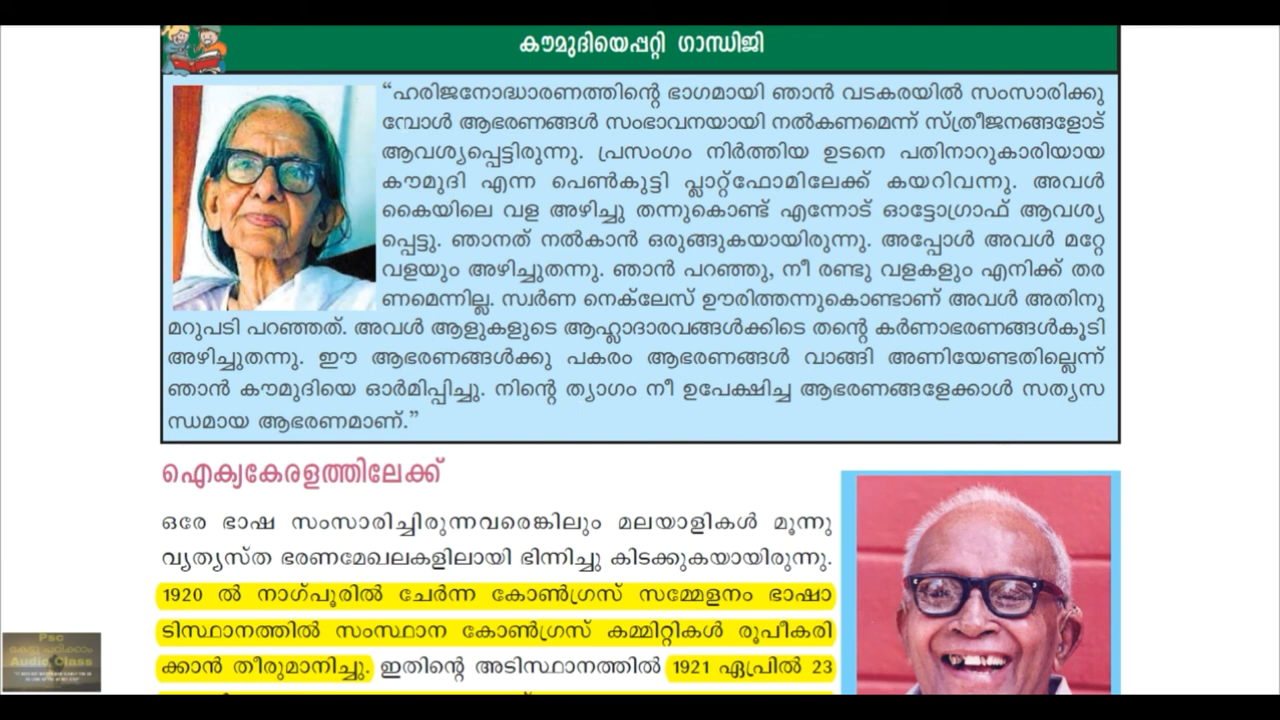 കൗമുദിയെപ്പറ്റി ഗാന്ധിജി
“ഹരിജനോദ്ധാരണത്തിന്റെ ഭാഗമായി ഞാൻ വടകരയിൽ സംസാരിക്കു
മ്പോൾ ആഭരണങ്ങൾ സംഭാവനയായി നൽകണമെന്ന് സ്ത്രീജനങ്ങളോട്
ആവശ്യപ്പെട്ടിരുന്നു. പ്രസംഗം നിർത്തിയ ഉടനെ പതിനാറുകാരിയായ
കൗമുദി എന്ന പെൺകുട്ടി പ്ലാറ്റ്ഫോമിലേക്ക് കയറിവന്നു. അവൾ
കൈയിലെ വള അഴിച്ചു തന്നുകൊണ്ട് എന്നോട് ഓട്ടോഗ്രാഫ് ആവശ്യ
പ്പെട്ടു. ഞാനത് നൽകാൻ ഒരുങ്ങുകയായിരുന്നു. അപ്പോൾ അവൾ മറ്റേ
വളയും അഴിച്ചുതന്നു. ഞാൻ പറഞ്ഞു, നീ രണ്ടു വളകളും എനിക്ക് തര
ണമെന്നില്ല. സ്വർണ നെക്ലേസ് ഊരിത്തന്നുകൊണ്ടാണ് അവൾ അതിനു
മറുപടി പറഞ്ഞത്. അവൾ ആളുകളുടെ ആഹ്ലാദാരവങ്ങൾക്കിടെ തന്റെ കർണാഭരണങ്ങൾകൂടി
അഴിച്ചുതന്നു. ഈ ആഭരണങ്ങൾക്കു പകരം ആഭരണങ്ങൾ വാങ്ങി അണിയേണ്ടതില്ലെന്ന്
ഞാൻ കൗമുദിയെ ഓർമിപ്പിച്ചു. നിന്റെ ത്യാഗം നീ ഉപേക്ഷിച്ച ആഭരണങ്ങളേക്കാൾ സത്യസ
ന്ധമായ ആഭരണമാണ്.”
ഐക്യകേരളത്തിലേക്ക്
ഒരേ ഭാഷ സംസാരിച്ചിരുന്നവരെങ്കിലും മലയാളികൾ മൂന്നു
വ്യത്യസ്ത ഭരണമേഖലകളിലായി ഭിന്നിച്ചു കിടക്കുകയായിരുന്നു.
1920 ൽ നാഗ്പൂരിൽ ചേർന്ന കോൺഗ്രസ് സമ്മേളനം ഭാഷാ
ടിസ്ഥാനത്തിൽ സംസ്ഥാന കോൺഗ്രസ് കമ്മിറ്റികൾ രൂപീകരി
ക്കാൻ തീരുമാനിച്ചു. ഇതിന്റെ അടിസ്ഥാനത്തിൽ 1921 ഏപ്രിൽ 23
Psc
Audio Class